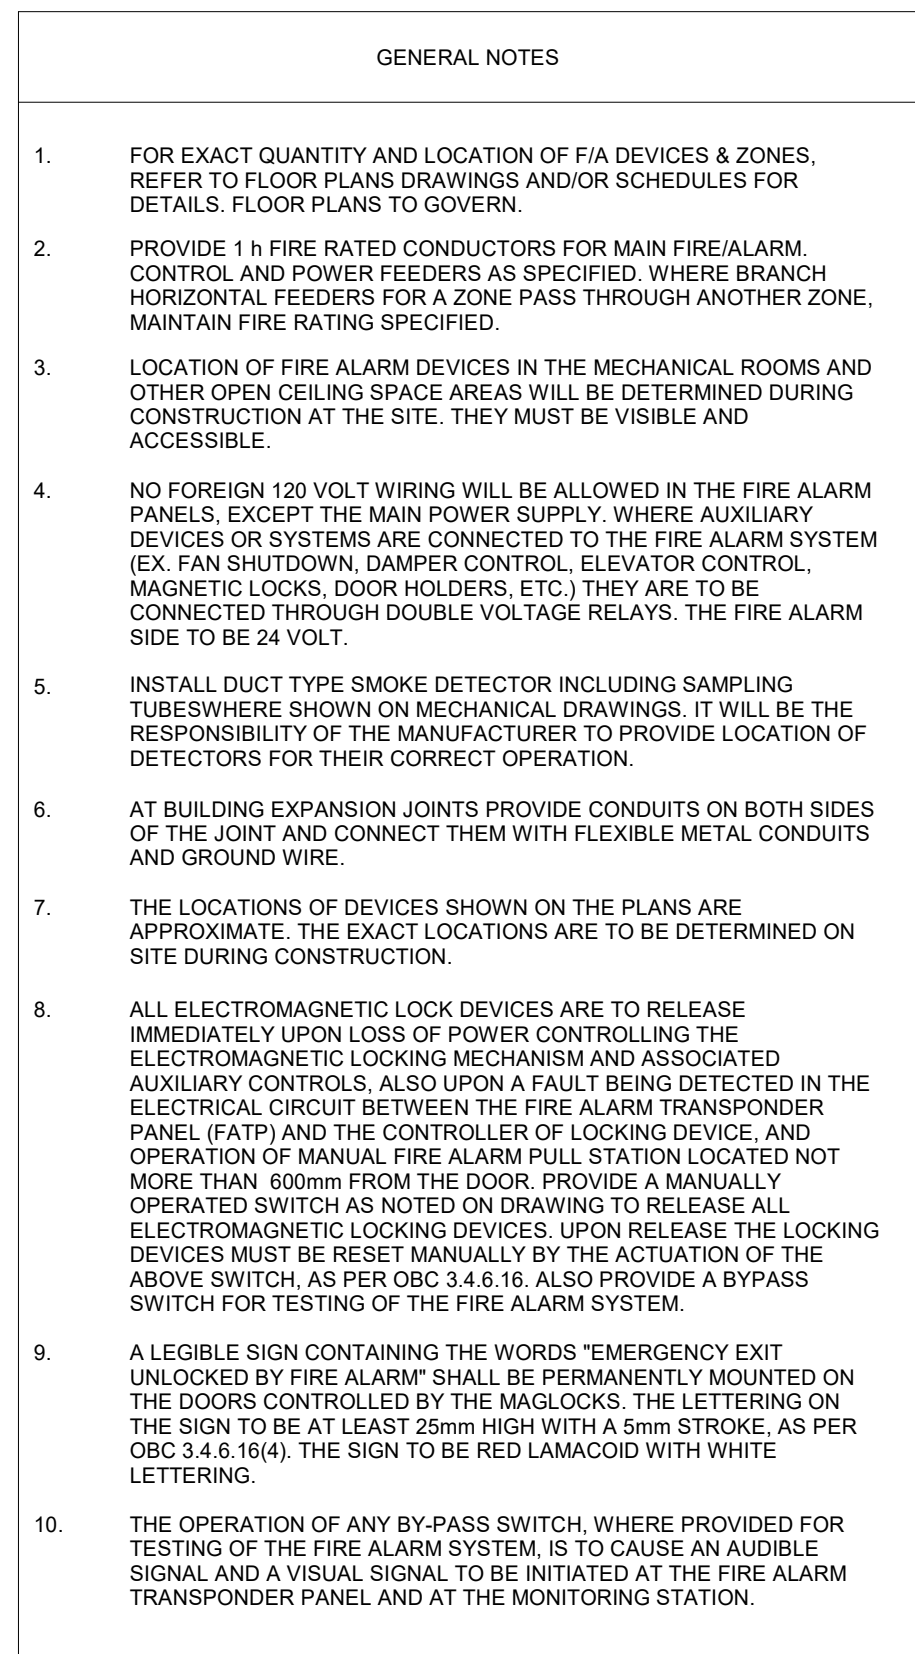 GENERAL NOTES
1. FOR EXACT QUANTITY AND LOCATION OF F/A DEVICES & ZONES,
REFER TO FLOOR PLANS DRAWINGS AND/OR SCHEDULES FOR
DETAILS. FLOOR PLANS TO GOVERN.
2. PROVIDE 1 h FIRE RATED CONDUCTORS FOR MAIN FIRE/ALARM.
CONTROL AND POWER FEEDERS AS SPECIFIED. WHERE BRANCH
HORIZONTAL FEEDERS FOR A ZONE PASS THROUGH ANOTHER ZONE,
MAINTAIN FIRE RATING SPECIFIED.
3. LOCATION OF FIRE ALARM DEVICES IN THE MECHANICAL ROOMS AND
OTHER OPEN CEILING SPACE AREAS WILL BE DETERMINED DURING
CONSTRUCTION AT THE SITE. THEY MUST BE VISIBLE AND
ACCESSIBLE.
4. NO FOREIGN 120 VOLT WIRING WILL BE ALLOWED IN THE FIRE ALARM
PANELS, EXCEPT THE MAIN POWER SUPPLY. WHERE AUXILIARY
DEVICES OR SYSTEMS ARE CONNECTED TO THE FIRE ALARM SYSTEM
(EX. FAN SHUTDOWN, DAMPER CONTROL, ELEVATOR CONTROL,
MAGNETIC LOCKS, DOOR HOLDERS, ETC.) THEY ARE TO BE
CONNECTED THROUGH DOUBLE VOLTAGE RELAYS. THE FIRE ALARM
SIDE TO BE 24 VOLT.
5. INSTALL DUCT TYPE SMOKE DETECTOR INCLUDING SAMPLING
TUBESWHERE SHOWN ON MECHANICAL DRAWINGS. IT WILL BE THE
RESPONSIBILITY OF THE MANUFACTURER TO PROVIDE LOCATION OF
DETECTORS FOR THEIR CORRECT OPERATION.
6. AT BUILDING EXPANSION JOINTS PROVIDE CONDUITS ON BOTH SIDES
OF THE JOINT AND CONNECT THEM WITH FLEXIBLE METAL CONDUITS
AND GROUND WIRE.
7. THE LOCATIONS OF DEVICES SHOWN ON THE PLANS ARE
APPROXIMATE. THE EXACT LOCATIONS ARE TO BE DETERMINED ON
SITE DURING CONSTRUCTION.
8. ALL ELECTROMAGNETIC LOCK DEVICES ARE TO RELEASE
IMMEDIATELY UPON LOSS OF POWER CONTROLLING THE
ELECTROMAGNETIC LOCKING MECHANISM AND ASSOCIATED
AUXILIARY CONTROLS, ALSO UPON A FAULT BEING DETECTED IN THE
ELECTRICAL CIRCUIT BETWEEN THE FIRE ALARM TRANSPONDER
PANEL (FATP) AND THE CONTROLLER OF LOCKING DEVICE, AND
OPERATION OF MANUAL FIRE ALARM PULL STATION LOCATED NOT
MORE THAN 600mm FROM THE DOOR. PROVIDE A MANUALLY
OPERATED SWITCH AS NOTED ON DRAWING TO RELEASE ALL
ELECTROMAGNETIC LOCKING DEVICES. UPON RELEASE THE LOCKING
DEVICES MUST BE RESET MANUALLY BY THE ACTUATION OF THE
ABOVE SWITCH, AS PER OBC 3.4.6.16. ALSO PROVIDE A BYPASS
SWITCH FOR TESTING OF THE FIRE ALARM SYSTEM.
9. A LEGIBLE SIGN CONTAINING THE WORDS "EMERGENCY EXIT
UNLOCKED BY FIRE ALARM" SHALL BE PERMANENTLY MOUNTED ON
THE DOORS CONTROLLED BY THE MAGLOCKS. THE LETTERING ON
THE SIGN TO BE AT LEAST 25mm HIGH WITH A 5mm STROKE, AS PER
OBC 3.4.6.16(4). THE SIGN TO BE RED LAMACOID WITH WHITE
LETTERING.
10. THE OPERATION OF ANY BY-PASS SWITCH, WHERE PROVIDED FOR
TESTING OF THE FIRE ALARM SYSTEM, IS TO CAUSE AN AUDIBLE
SIGNAL AND A VISUAL SIGNAL TO BE INITIATED AT THE FIRE ALARM
TRANSPONDER PANEL AND AT THE MONITORING STATION.